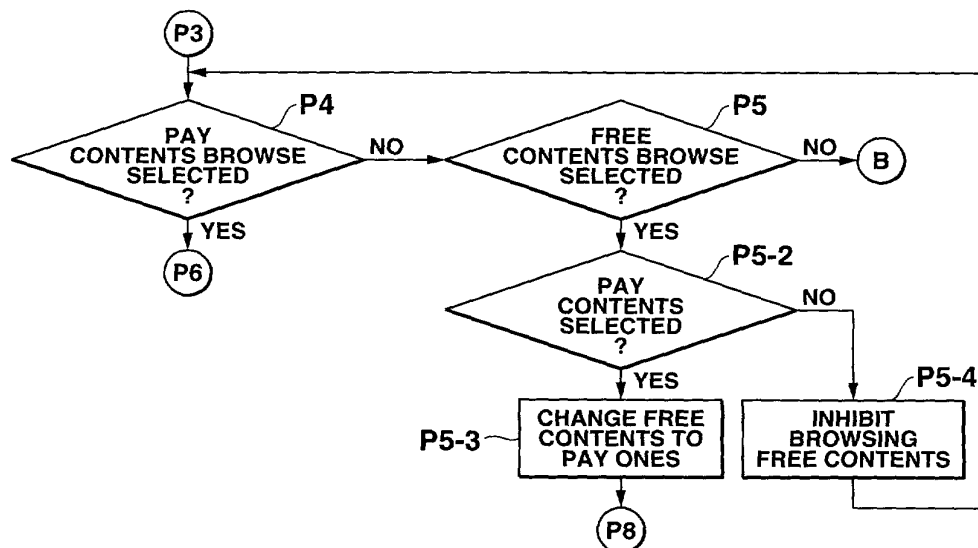 P3
P4
PAY
CONTENTS BROWSE
SELECTED
?
NO
YES
P6
P5
FREE
CONTENTS BROWSE
SELECTED
?
NO
B
YES
P5-2
PAY
CONTENTS
SELECTED
?
NO
YES
P5-3
CHANGE FREE
CONTENTS TO
PAY ONES
P8
P5-4
INHIBIT
BROWSING
FREE CONTENTS